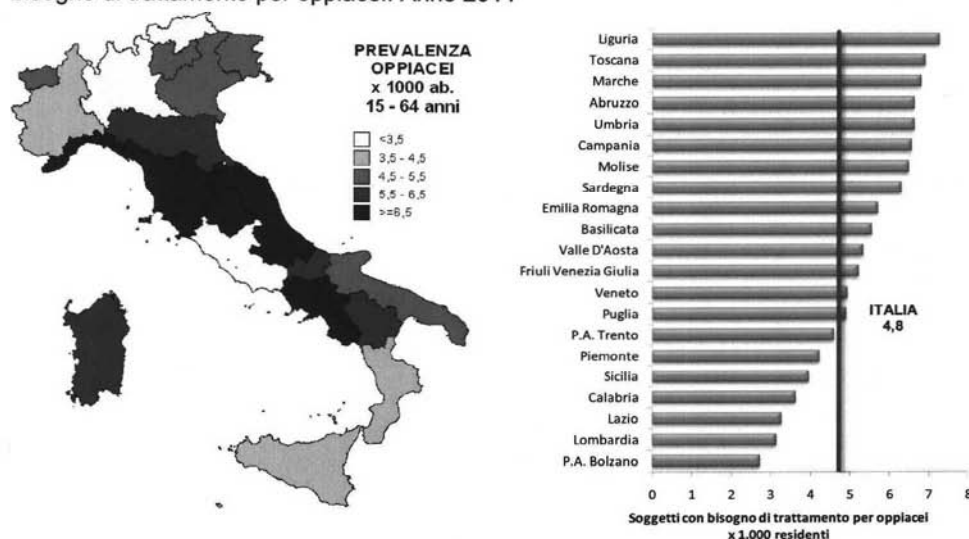 PREVALENZA
OPPIACEI
x 1000 ab.
15 - 64 anni
<3,5
3,5 - 4,5
4,5 - 5,5
5,5 - 6,5
>=6,5
Liguria
Toscana
Marche
Abruzzo
Umbria
Campania
Molise
Sardegna
Emilia Romagna
Basilicata
Valle D'Aosta
Friuli Venezia Giulia
Veneto
Puglia
P.A. Trento
Piemonte
Sicilia
Calabria
Lazio
Lombardia
P.A. Bolzano
ITALIA
4,8
0 1 2 3 4 5 6 7 8
Soggetti con bisogno di trattamento per oppiacei
x 1.000 residenti